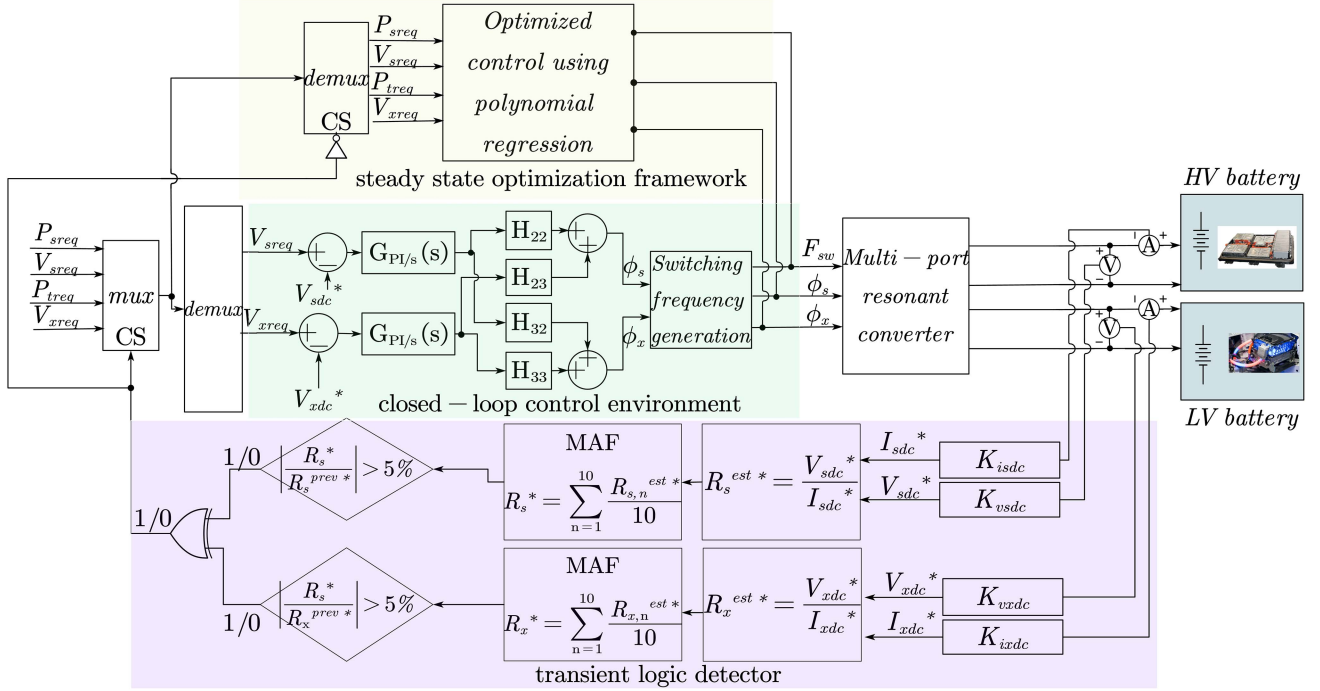 P_sreq
V_sreq
P_treq
V_xreq
demux
CS
Optimized
control using
polynomial
regression
steady state optimization framework
P_sreq
V_sreq
P_treq
V_xreq
mux
CS
demux
V_sreq
V_sdc*
G_PI/s(s)
V_xreq
V_xdc*
G_PI/s(s)
H_22
H_23
H_32
H_33
ϕ_s
ϕ_x
Switching
frequency
generation
closed − loop control environment
F_sw
ϕ_s
ϕ_x
Multi − port
resonant
converter
A
V
A
V
HV battery
LV battery
1/0
1/0
|R_s* / R_s^prev *| > 5%
MAF
R_s* = ∑_{n=1}^{10} R_{s,n}^{est *} / 10
R_s^{est *} = V_sdc* / I_sdc*
I_sdc*
K_isdc
V_sdc*
K_vsdc
1/0
|R_s* / R_x^prev *| > 5%
MAF
R_x* = ∑_{n=1}^{10} R_{x,n}^{est *} / 10
R_x^{est *} = V_xdc* / I_xdc*
V_xdc*
K_vxdc
I_xdc*
K_ixdc
transient logic detector